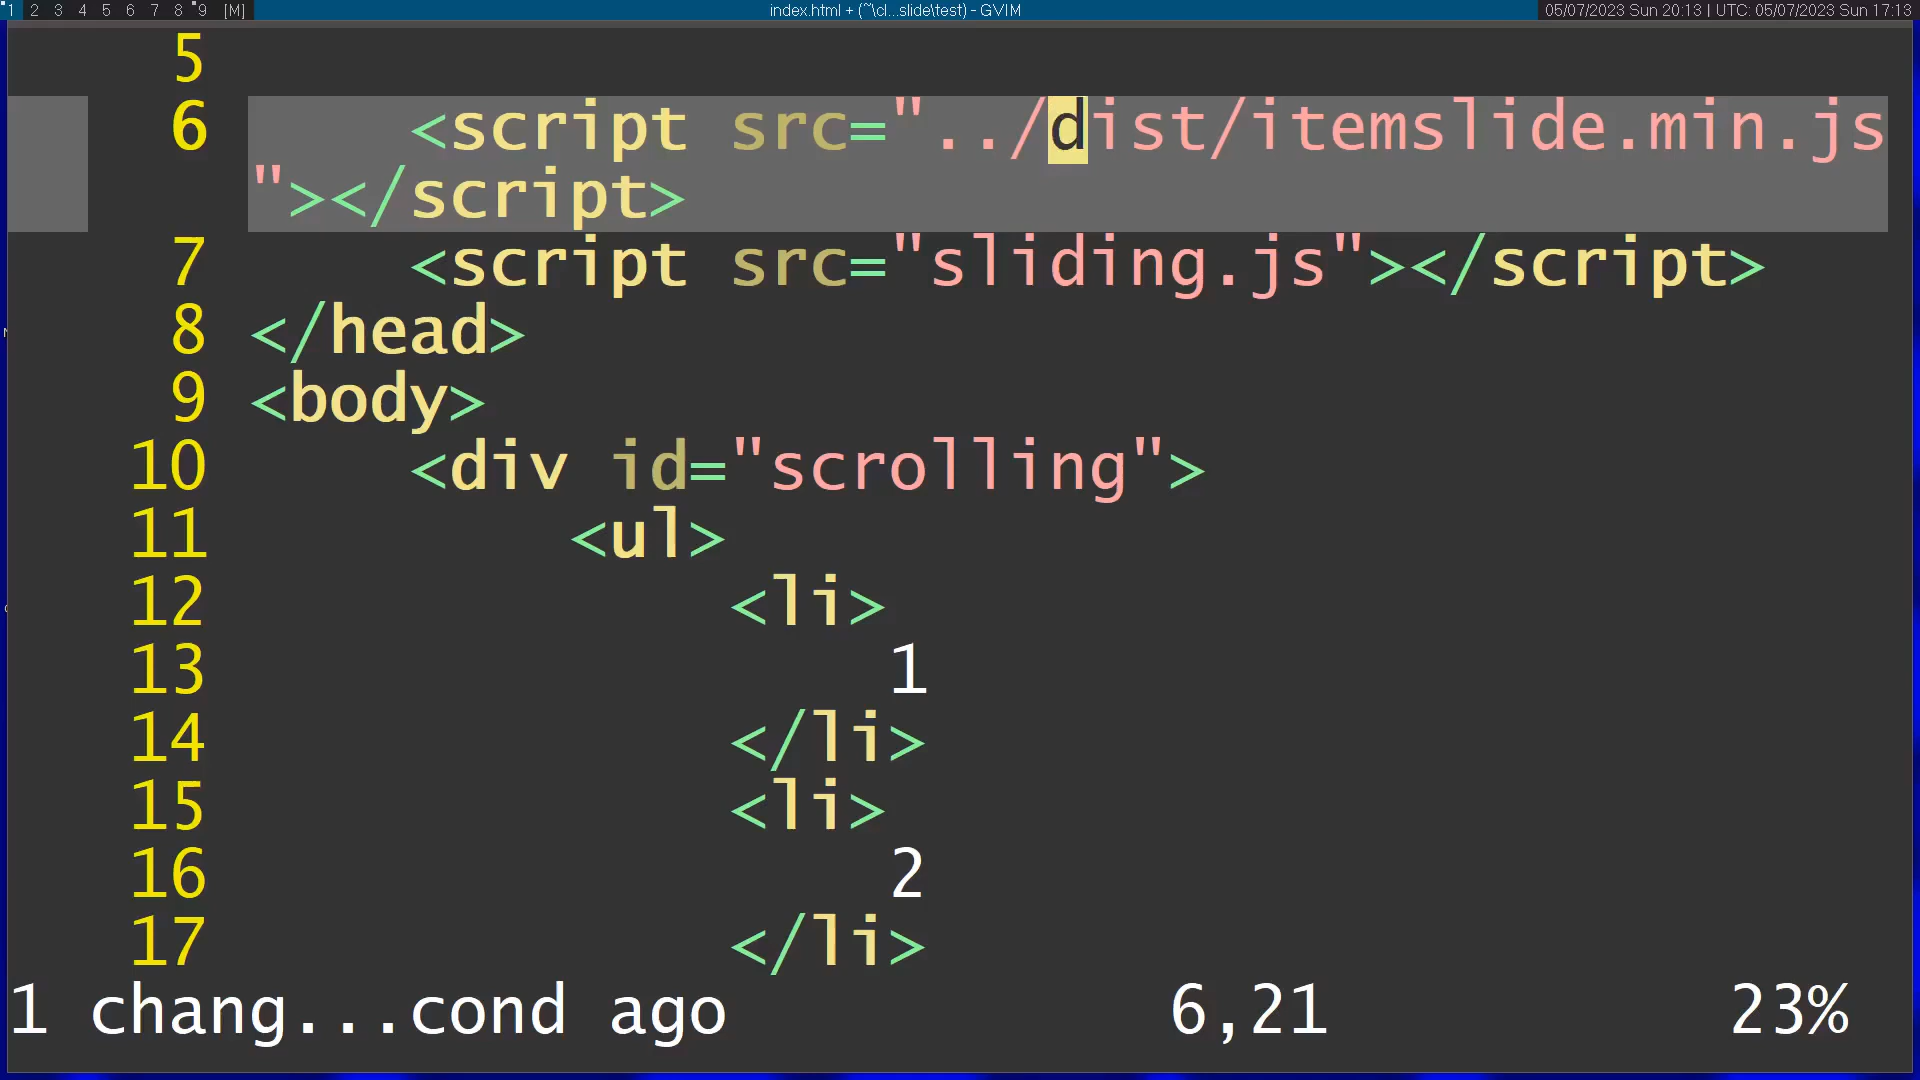 1 2 3 4 5 6 7 8 9 [M] index.html + (~\cl...slide\test) - GVIM 05/07/2023 Sun 20:13 | UTC: 05/07/2023 Sun 17:13
5
6 <script src="../dist/itemslide.min.js
"></script>
7 <script src="sliding.js"></script>
8 </head>
9 <body>
10 <div id="scrolling">
11 <ul>
12 <li>
13 1
14 </li>
15 <li>
16 2
17 </li>
1 chang...cond ago 6,21 23%